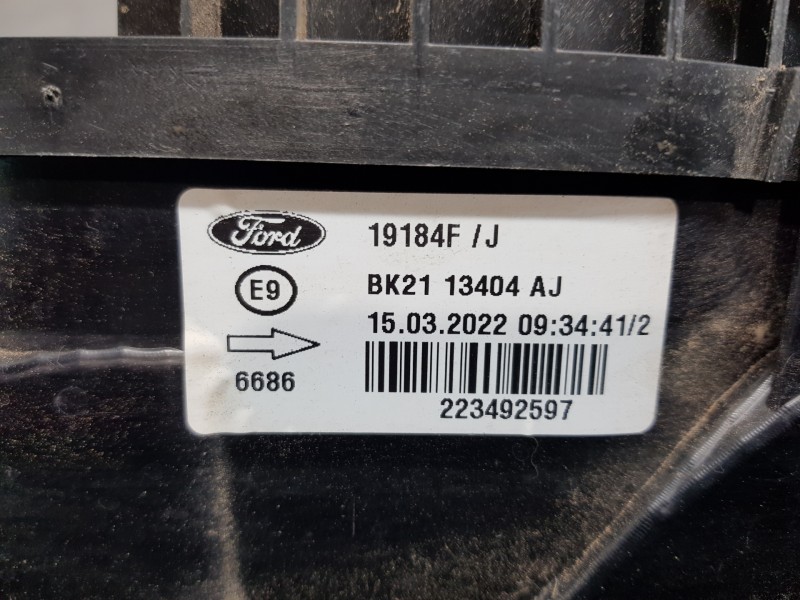 Ford
19184F /J
E9
BK21 13404 AJ
15.03.2022 09:34:41/2
6686
223492597